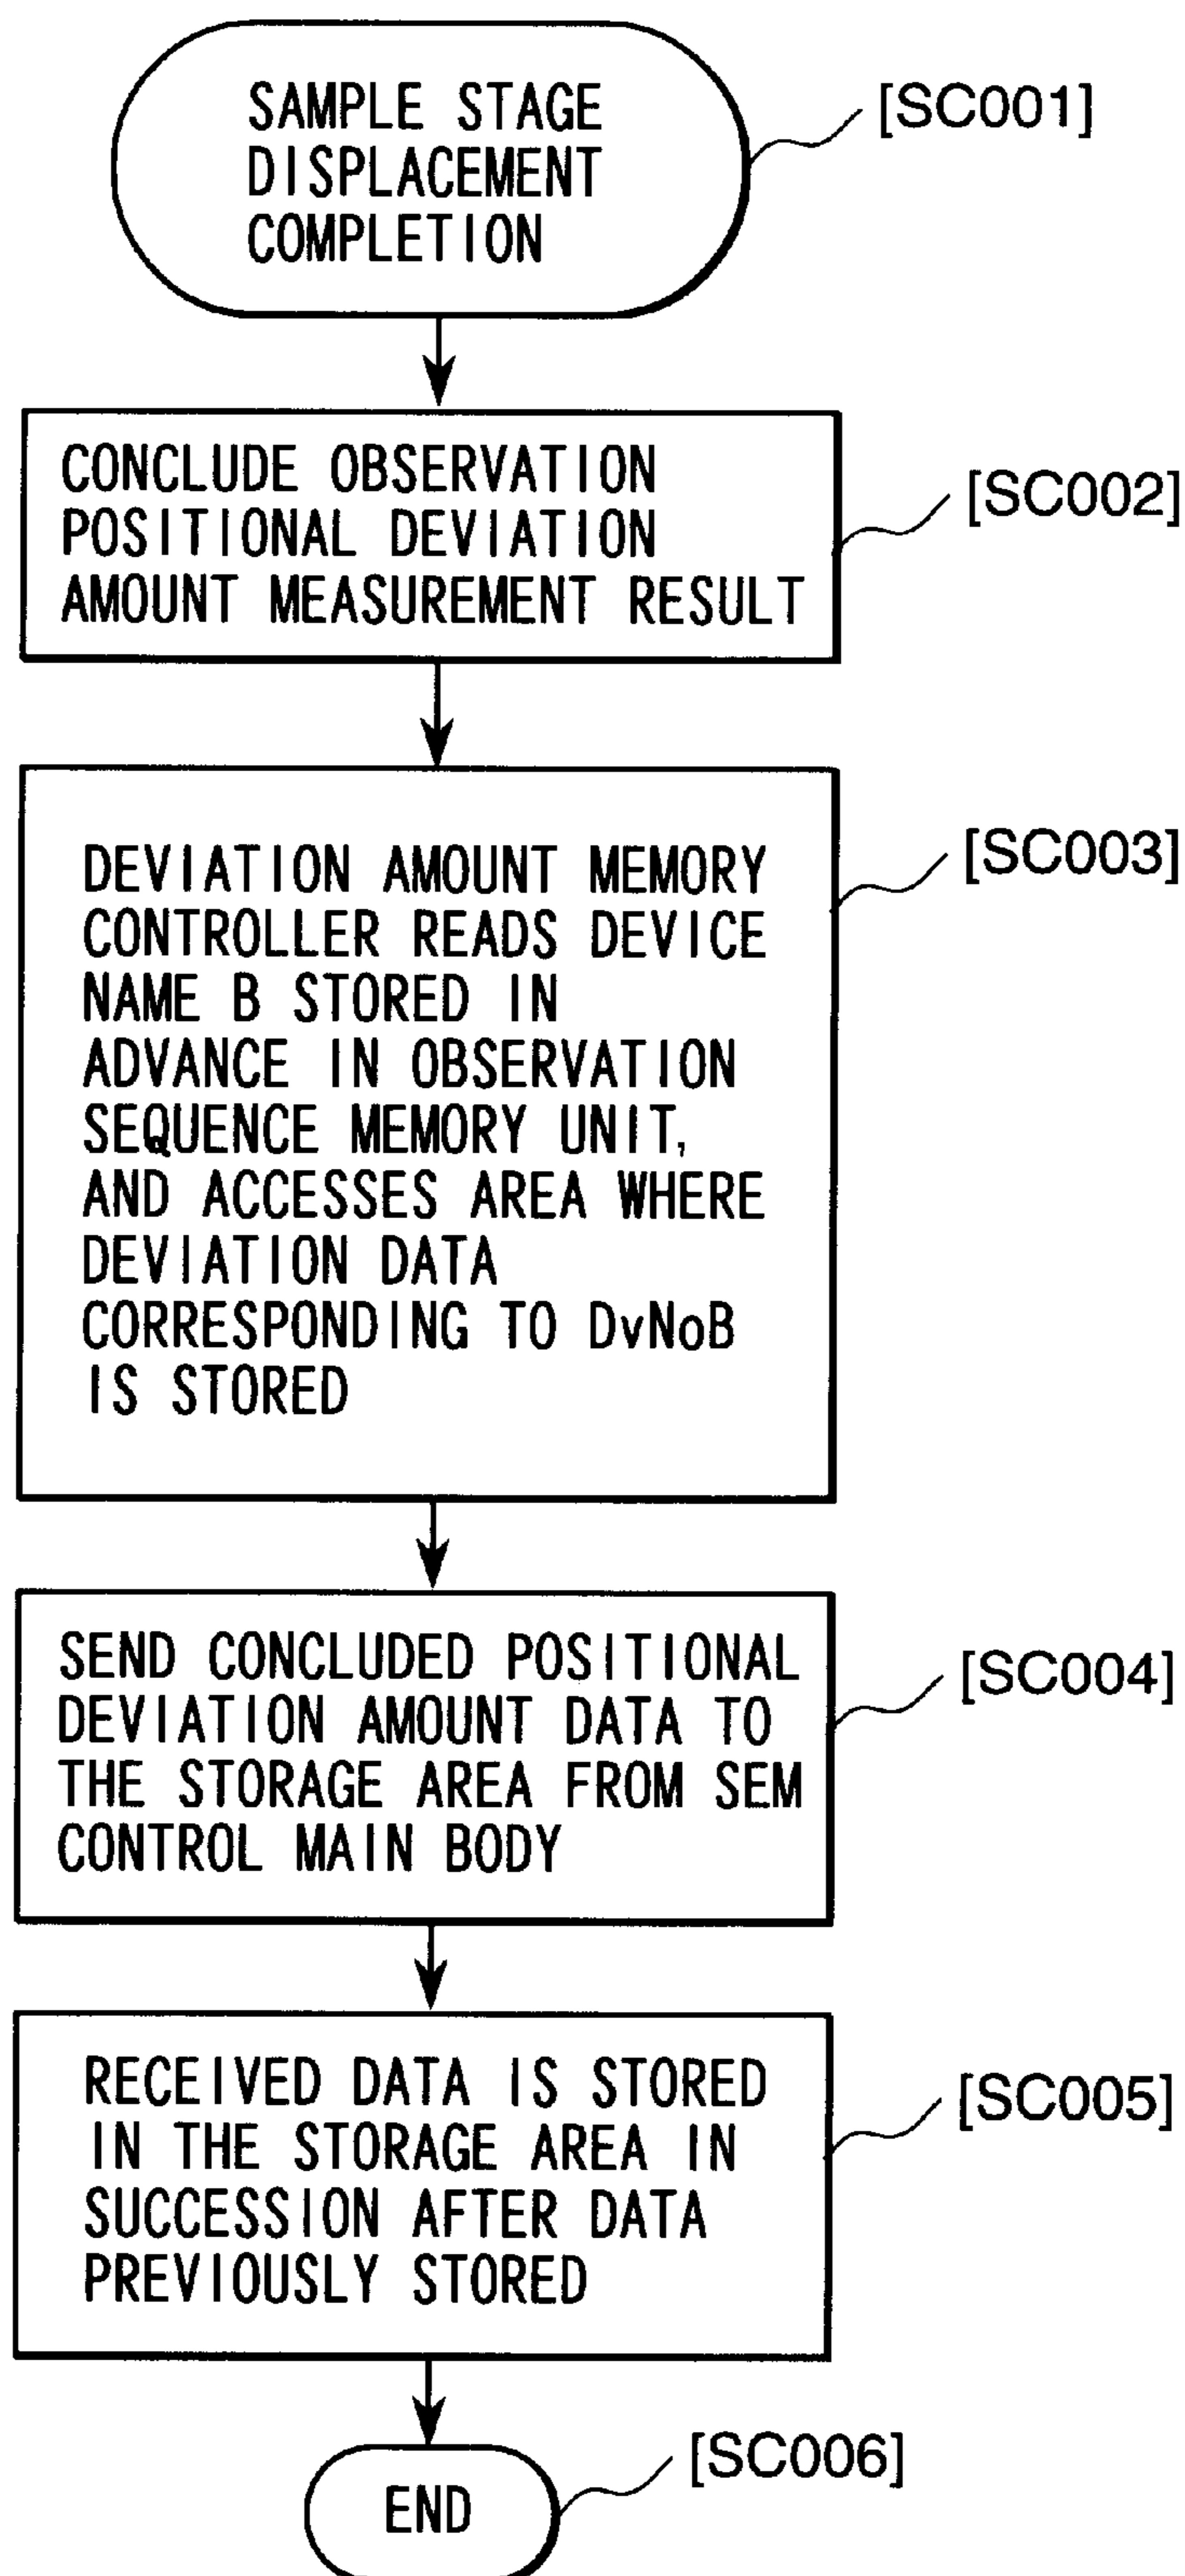 SAMPLE STAGE
DISPLACEMENT
COMPLETION
[SC001]
CONCLUDE OBSERVATION
POSITIONAL DEVIATION
AMOUNT MEASUREMENT RESULT
[SC002]
DEVIATION AMOUNT MEMORY
CONTROLLER READS DEVICE
NAME B STORED IN
ADVANCE IN OBSERVATION
SEQUENCE MEMORY UNIT,
AND ACCESSES AREA WHERE
DEVIATION DATA
CORRESPONDING TO DvNoB
IS STORED
[SC003]
SEND CONCLUDED POSITIONAL
DEVIATION AMOUNT DATA TO
THE STORAGE AREA FROM SEM
CONTROL MAIN BODY
[SC004]
RECEIVED DATA IS STORED
IN THE STORAGE AREA IN
SUCCESSION AFTER DATA
PREVIOUSLY STORED
[SC005]
END
[SC006]